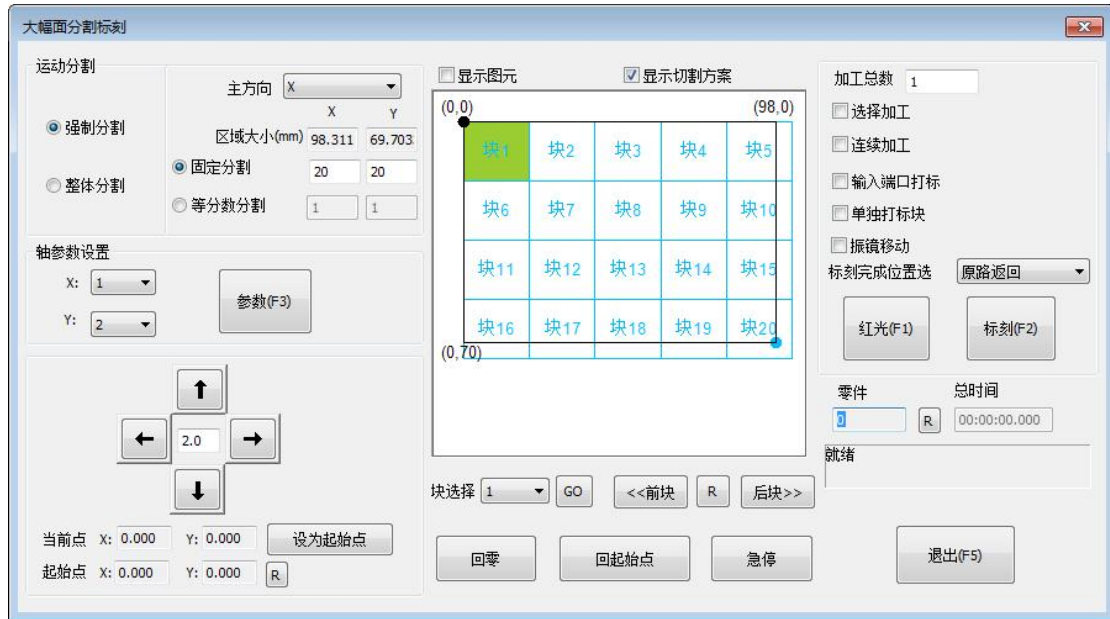 大幅面分割标刻
运动分割
主方向 X
X Y
强制分割
区域大小(mm) 98.311 69.703
固定分割 20 20
整体分割
等分数分割 1 1
轴参数设置
X: 1
参数(F3)
Y: 2
2.0
当前点 X: 0.000 Y: 0.000 设为起始点
起始点 X: 0.000 Y: 0.000 R
显示图元 显示切割方案
(0,0) (98,0)
块1 块2 块3 块4 块5
块6 块7 块8 块9 块10
块11 块12 块13 块14 块15
块16 块17 块18 块19 块20
(0,70)
块选择 1 GO <<前块 R 后块>>
回零 回起始点 急停
加工总数 1
选择加工
连续加工
输入端口打标
单独打标块
振镜移动
标刻完成位置选 原路返回
红光(F1) 标刻(F2)
零件 总时间
0 R 00:00:00.000
就绪
退出(F5)